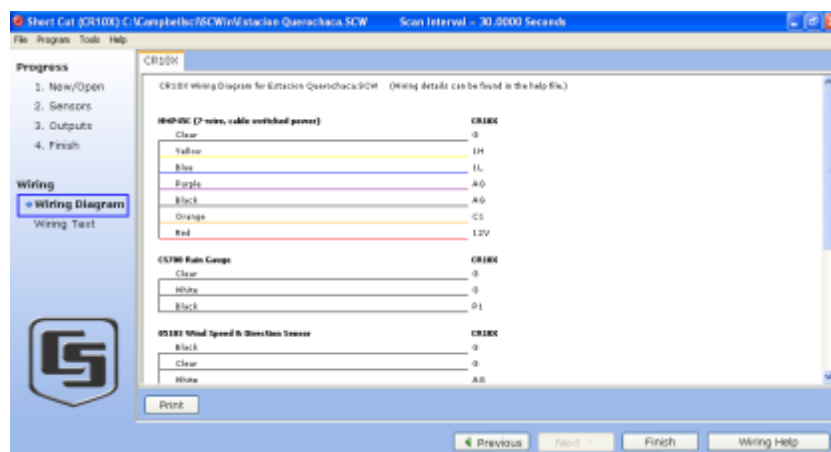 Short Cut (CR10X) C:\Campbellsci\SCWin\Estacion Querochaca.SCW Scan Interval = 30.0000 Seconds
File Program Tools Help
Progress
1. New/Open
2. Sensors
3. Outputs
4. Finish
Wiring
Wiring Diagram
Wiring Text
CR10X
CR10X Wiring Diagram for Estacion Querochaca.SCW (Wiring details can be found in the help file.)
(7-wire, cable switched power) CR10X
Clear G
Yellow 1H
Blue 1L
Purple AG
Black AG
Orange C1
Red 12V
CS700 Rain Gauge CR10X
Clear G
White G
Black P1
05103 Wind Speed & Direction Sensor CR10X
Black G
Clear G
White AG
Print
Previous
Next
Finish
Wiring Help